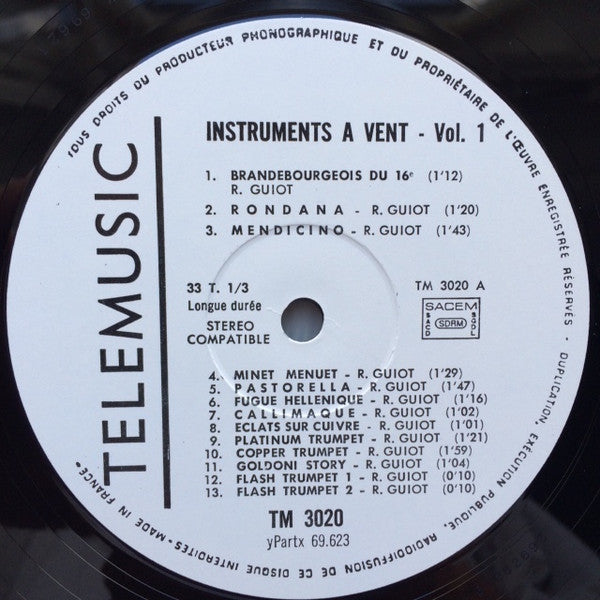 TOUS DROITS DU PRODUCTEUR PHONOGRAPHIQUE ET DU PROPRIÉTAIRE DE L'ŒUVRE ENREGISTRÉE RÉSERVÉS - DUPLICATION, EXÉCUTION PUBLIQUE, RADIODIFFUSION DE CE DISQUE INTERDITES - MADE IN FRANCE -
TELEMUSIC
INSTRUMENTS A VENT - Vol. 1
1. BRANDEBOURGEOIS DU 16e (1'12)
R. GUIOT
2. RONDANA - R. GUIOT (1'20)
3. MENDICINO - R. GUIOT (1'43)
33 T. 1/3
Longue durée
STEREO
COMPATIBLE
TM 3020 A
SACEM
SACD SDRM SGDL
4. MINET MENUET - R. GUIOT (1'29)
5. PASTORELLA - R. GUIOT (1'47)
6. FUGUE HELLENIQUE - R. GUIOT (1'16)
7. CALLIMAQUE - R. GUIOT (1'02)
8. ECLATS SUR CUIVRE - R. GUIOT (1'01)
9. PLATINUM TRUMPET - R. GUIOT (1'21)
10. COPPER TRUMPET - R. GUIOT (1'59)
11. GOLDONI STORY - R. GUIOT (1'04)
12. FLASH TRUMPET 1 - R. GUIOT (0'10)
13. FLASH TRUMPET 2 - R. GUIOT (0'10)
TM 3020
yPartx 69.623